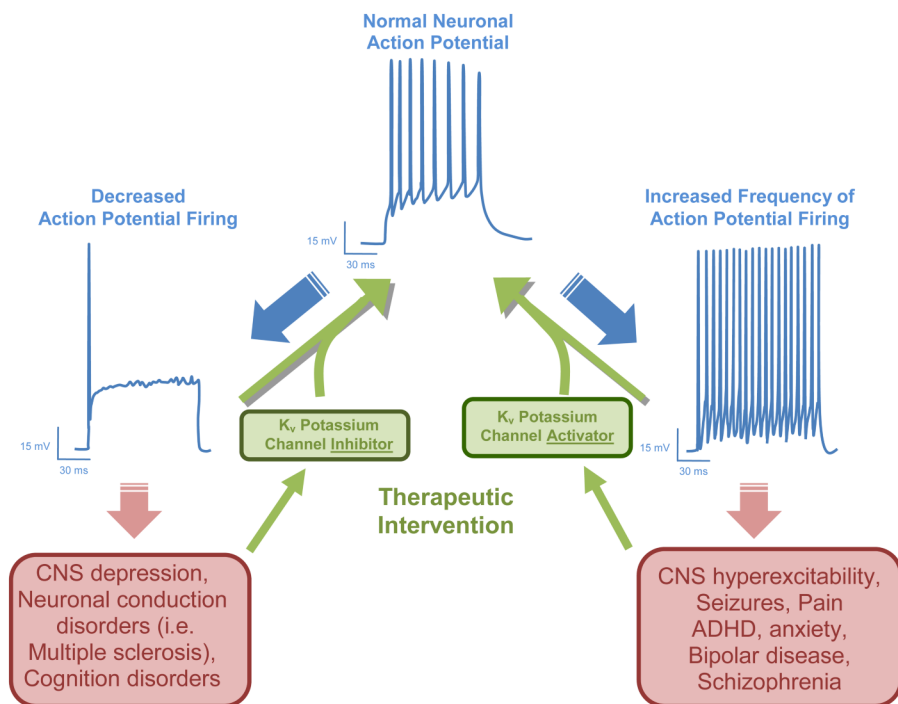 Normal Neuronal
Action Potential
15 mV
30 ms
Decreased
Action Potential Firing
15 mV
30 ms
Increased Frequency of
Action Potential Firing
15 mV
30 ms
Kv Potassium
Channel Inhibitor
Kv Potassium
Channel Activator
Therapeutic
Intervention
CNS depression,
Neuronal conduction
disorders (i.e.
Multiple sclerosis),
Cognition disorders
CNS hyperexcitability,
Seizures, Pain
ADHD, anxiety,
Bipolar disease,
Schizophrenia